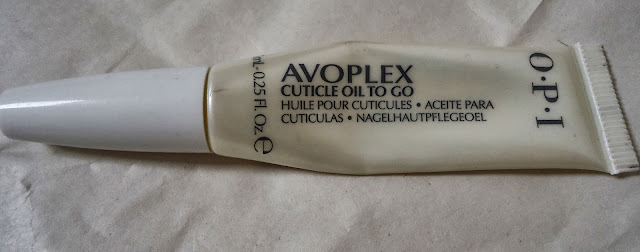 AVOPLEX
CUTICLE OIL TO GO
HUILE POUR CUTICULES • ACEITE PARA
CUTICULAS • NAGELHAUTPFLEGEOEL
mL-0.25 FL.OZ. e
O•P•I